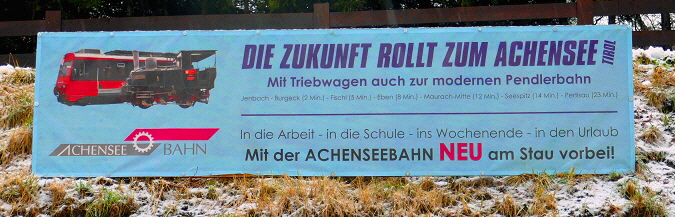 DIE ZUKUNFT ROLLT ZUM ACHENSEE TIROL
Mit Triebwagen auch zur modernen Pendlerbahn
Jenbach - Burgeck (2 Min.) - Fischl (5 Min.) - Eben (8 Min.) - Maurach-Mitte (12 Min.) - Seespitz (14 Min.) - Pertisau (23 Min.)
ACHENSEE BAHN
In die Arbeit - in die Schule - ins Wochenende - in den Urlaub
Mit der ACHENSEEBAHN NEU am Stau vorbei!